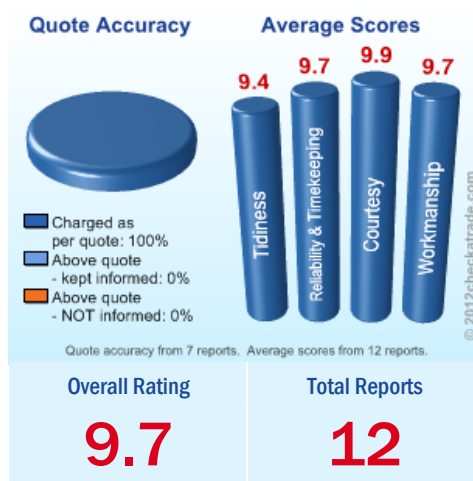 Quote Accuracy
Average Scores
9.4
9.7
9.9
9.7
Tidiness
Reliability & Timekeeping
Courtesy
Workmanship
Charged as
per quote: 100%
Above quote
- kept informed: 0%
Above quote
- NOT informed: 0%
© 2012checkatrade.com
Quote accuracy from 7 reports. Average scores from 12 reports.
Overall Rating
Total Reports
9.7
12